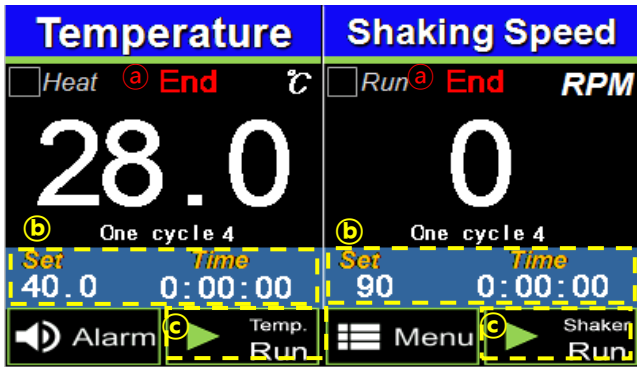 Temperature
Heat ⓐ End ℃
28.0
One cycle 4
ⓑ
Set Time
40.0 0:00:00
Alarm
ⓒ Temp.
Run
Shaking Speed
Run ⓐ End RPM
0
One cycle 4
ⓑ
Set Time
90 0:00:00
Menu
ⓒ Shaker
Run